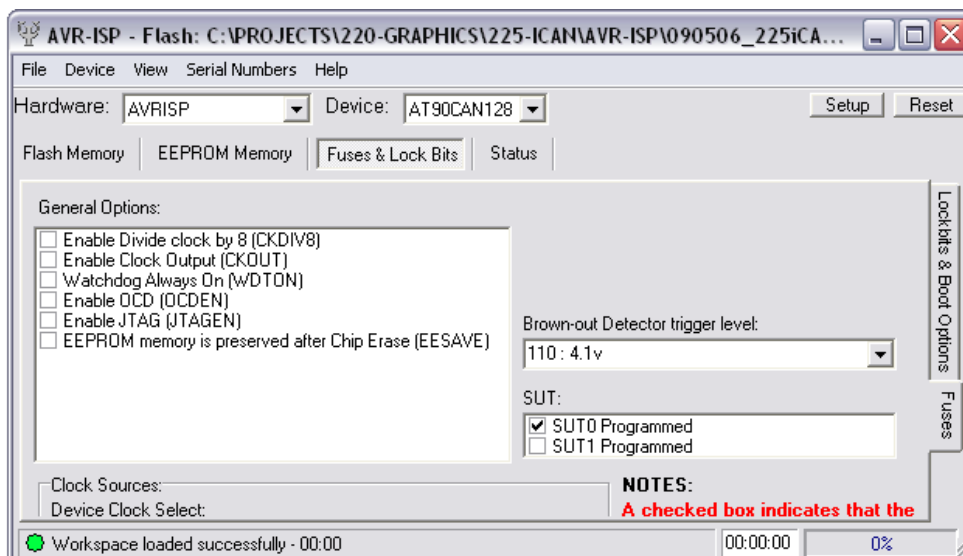 AVR-ISP - Flash: C:\PROJECTS\220-GRAPHICS\225-ICAN\AVR-ISP\090506_225iCA...
File Device View Serial Numbers Help
Hardware: AVRISP Device: AT90CAN128 Setup Reset
Flash Memory EEPROM Memory Fuses & Lock Bits Status
General Options:
Enable Divide clock by 8 (CKDIV8)
Enable Clock Output (CKOUT)
Watchdog Always On (WDTON)
Enable OCD (OCDEN)
Enable JTAG (JTAGEN)
EEPROM memory is preserved after Chip Erase (EESAVE)
Brown-out Detector trigger level:
110 : 4.1v
SUT:
SUT0 Programmed
SUT1 Programmed
Clock Sources:
Device Clock Select:
NOTES:
A checked box indicates that the
Lockbits & Boot Options
Fuses
Workspace loaded successfully - 00:00 00:00:00 0%